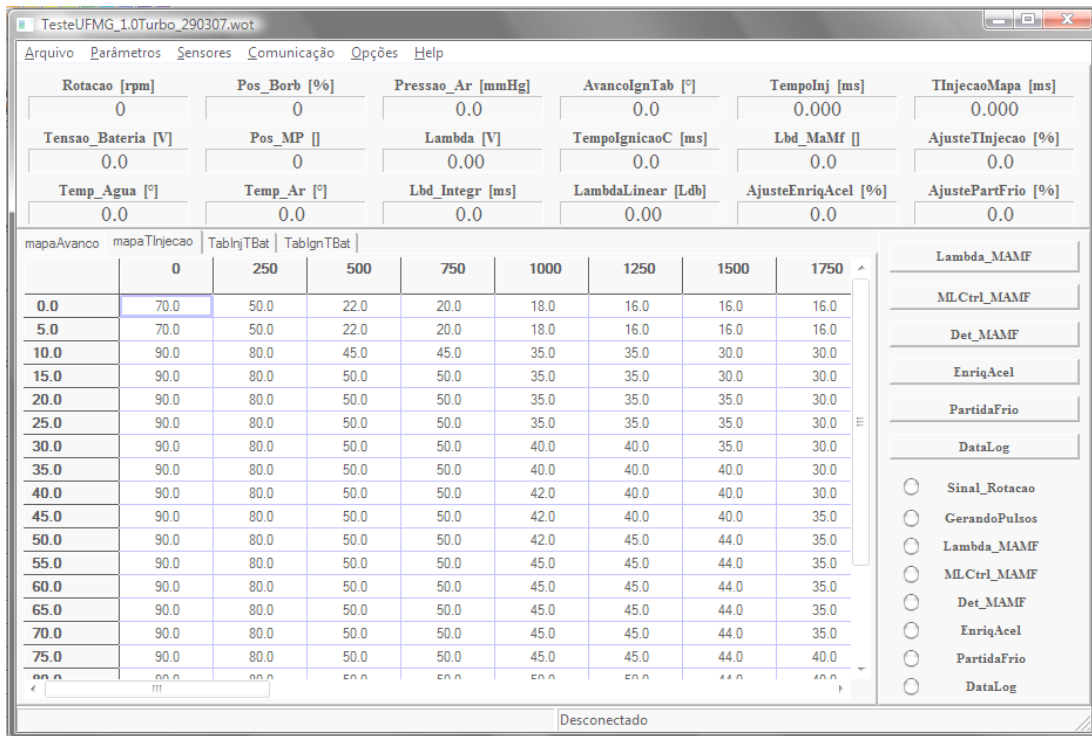 TesteUFMG_1.0Turbo_290307.wot
Arquivo Parâmetros Sensores Comunicação Opções Help
Rotacao [rpm] Pos_Borb [%] Pressao_Ar [mmHg] AvancoIgnTab [°] TempoInj [ms] TInjecaoMapa [ms]
0 0 0.0 0.0 0.000 0.000
Tensao_Bateria [V] Pos_MP [] Lambda [V] TempoIgnicaoC [ms] Lbd_MaMf [] AjusteTInjecao [%]
0.0 0 0.00 0.0 0.0 0.0
Temp_Agua [°] Temp_Ar [°] Lbd_Integr [ms] LambdaLinear [Ldb] AjusteEnriqAcel [%] AjustePartFrio [%]
0.0 0.0 0.0 0.00 0.0 0.0
mapaAvanco mapaTInjecao TabInjTBat TabIgnTBat
0 250 500 750 1000 1250 1500 1750
0.0 70.0 50.0 22.0 20.0 18.0 16.0 16.0 16.0
5.0 70.0 50.0 22.0 20.0 18.0 16.0 16.0 16.0
10.0 90.0 80.0 45.0 45.0 35.0 35.0 30.0 30.0
15.0 90.0 80.0 50.0 50.0 35.0 35.0 30.0 30.0
20.0 90.0 80.0 50.0 50.0 35.0 35.0 30.0 30.0
25.0 90.0 80.0 50.0 50.0 35.0 35.0 35.0 30.0
30.0 90.0 80.0 50.0 50.0 40.0 40.0 35.0 30.0
35.0 90.0 80.0 50.0 50.0 40.0 40.0 40.0 30.0
40.0 90.0 80.0 50.0 50.0 42.0 40.0 40.0 30.0
45.0 90.0 80.0 50.0 50.0 42.0 40.0 40.0 35.0
50.0 90.0 80.0 50.0 50.0 42.0 45.0 44.0 35.0
55.0 90.0 80.0 50.0 50.0 45.0 45.0 44.0 35.0
60.0 90.0 80.0 50.0 50.0 45.0 45.0 44.0 35.0
65.0 90.0 80.0 50.0 50.0 45.0 45.0 44.0 35.0
70.0 90.0 80.0 50.0 50.0 45.0 45.0 44.0 35.0
75.0 90.0 80.0 50.0 50.0 45.0 45.0 44.0 40.0
80.0 90.0 80.0 50.0 50.0 50.0 50.0 44.0 40.0
Lambda_MAMF
MLCtrl_MAMF
Det_MAMF
EnriqAcel
PartidaFrio
DataLog
Sinal_Rotacao
GerandoPulsos
Lambda_MAMF
MLCtrl_MAMF
Det_MAMF
EnriqAcel
PartidaFrio
DataLog
Desconectado